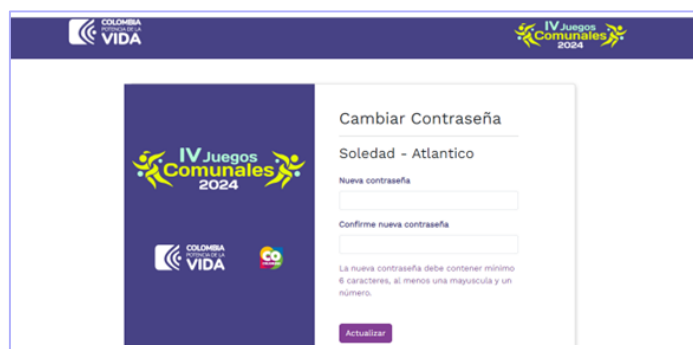 COLOMBIA
POTENCIA DE LA
VIDA
IV Juegos
Comunales
2024
IV Juegos
Comunales
2024
COLOMBIA
POTENCIA DE LA
VIDA
CO
Cambiar Contraseña
Soledad - Atlantico
Nueva contraseña
Confirme nueva contraseña
La nueva contraseña debe contener mínimo
6 caracteres, al menos una mayuscula y un
número.
Actualizar